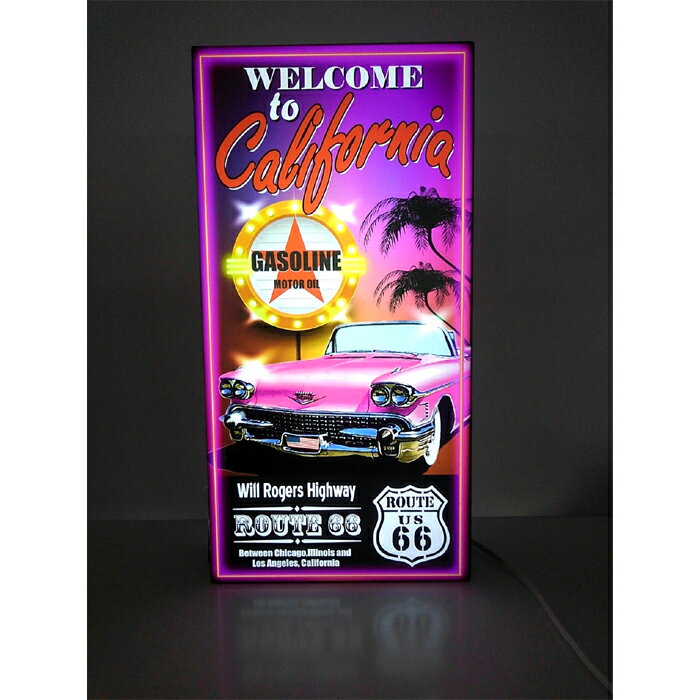 WELCOME
to
California
GASOLINE
MOTOR OIL
Will Rogers Highway
ROUTE 66
Between Chicago,Illinois and
Los Angeles, California
ROUTE
US
66